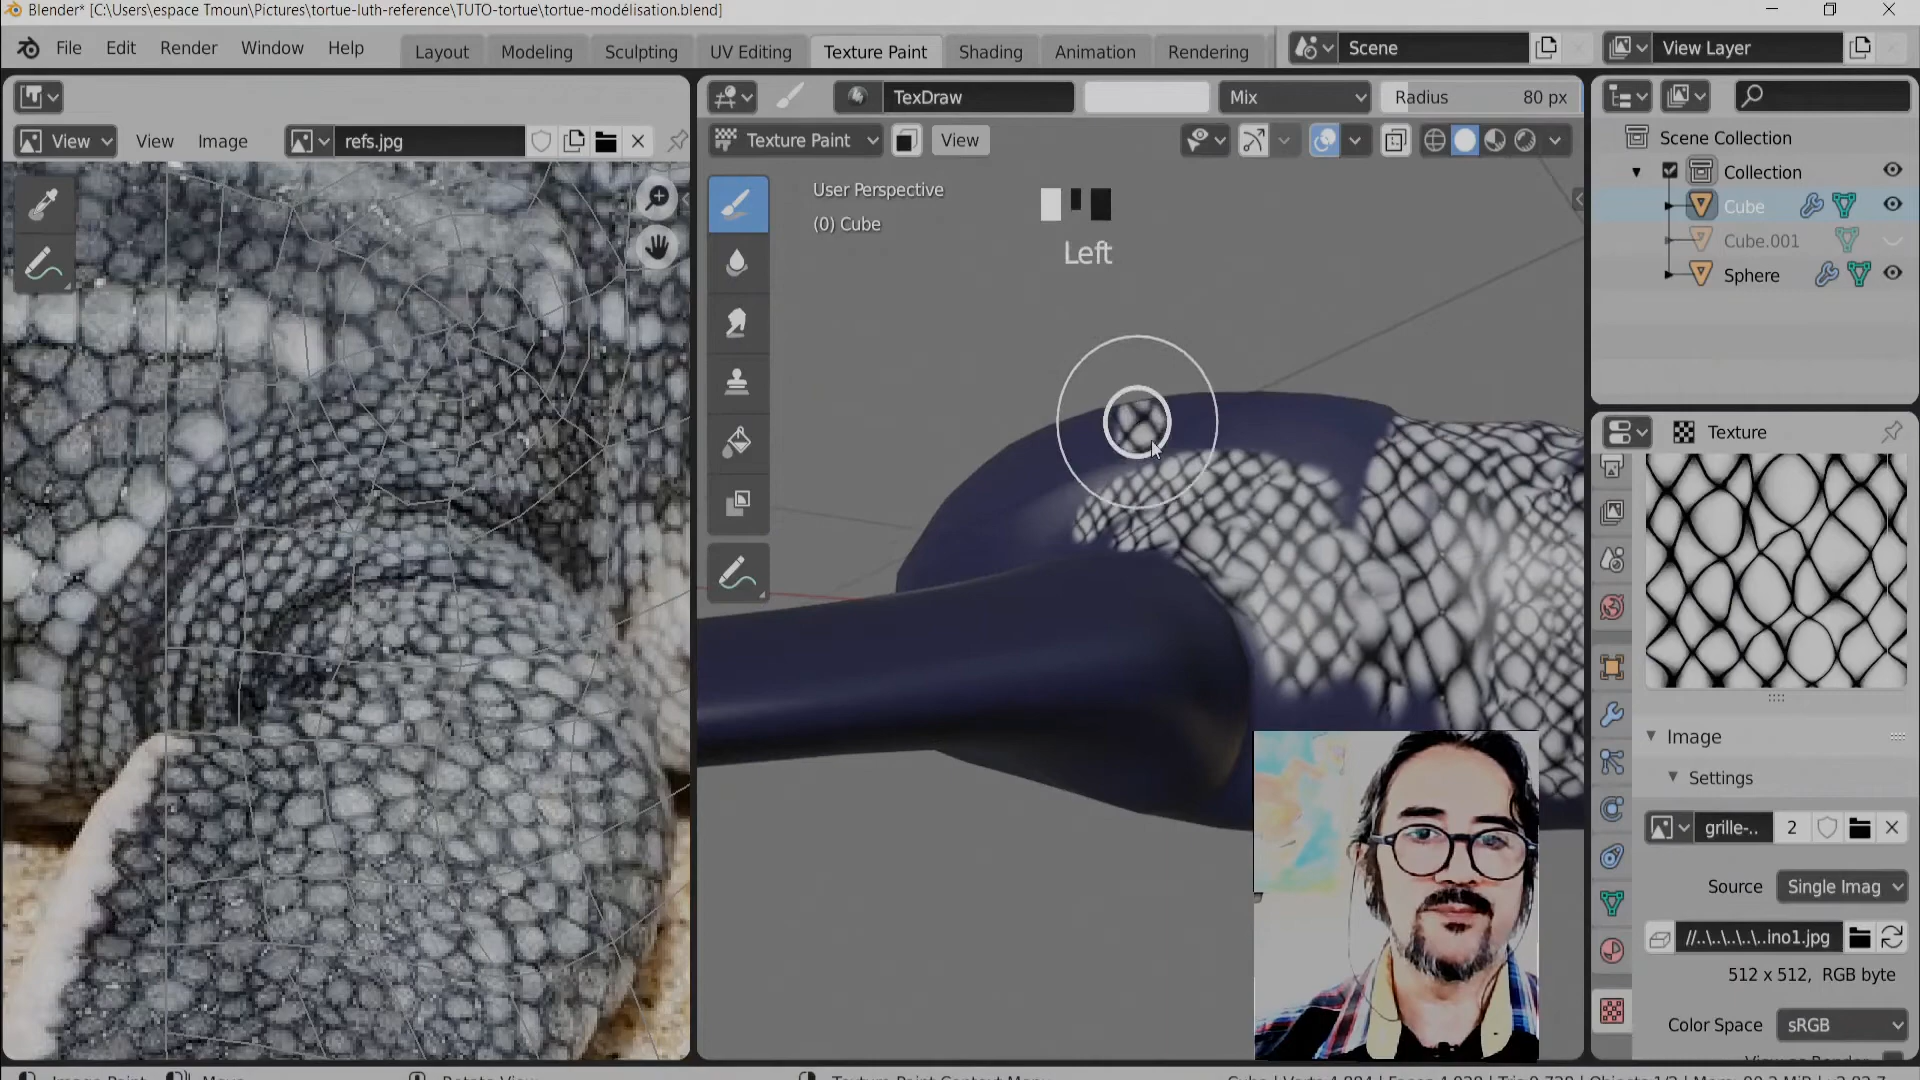 Blender* [C:\Users\espace Tmoun\Pictures\tortue-luth-reference\TUTO-tortue\tortue-modélisation.blend]
File Edit Render Window Help
Layout Modeling Sculpting UV Editing Texture Paint Shading Animation Rendering
Scene
View Layer
TexDraw
Mix
Radius 80 px
View View Image refs.jpg
Texture Paint View
User Perspective
(0) Cube
Left
Scene Collection
Collection
Cube
Cube.001
Sphere
Texture
Image
Settings
grille-.. 2
Source Single Imag
//..\..\..\..\..ino1.jpg
512 x 512, RGB byte
Color Space sRGB